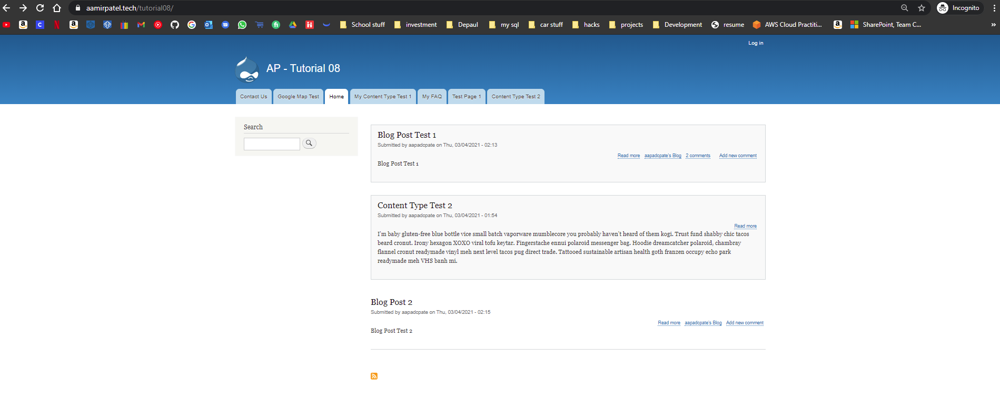 aamirpatel.tech/tutorial08/
Incognito
School stuff investment Depaul my sql car stuff hacks projects Development resume AWS Cloud Practiti... SharePoint, Team C... »
Log in
AP - Tutorial 08
Contact Us Google Map Test Home My Content Type Test 1 My FAQ Test Page 1 Content Type Test 2
Search
Blog Post Test 1
Submitted by aapadcpate on Thu, 03/04/2021 - 02:13
Read more aapadcpate's Blog 2 comments Add new comment
Blog Post Test 1
Content Type Test 2
Submitted by aapadcpate on Thu, 03/04/2021 - 01:54
Read more
I'm baby gluten-free blue bottle vice small batch vaporware mumblecore you probably haven't heard of them kogi. Trust fund shabby chic tacos
beard cronut. Irony hexagon XOXO viral tofu keytar. Fingerstache ennui polaroid messenger bag. Hoodie dreamcatcher polaroid, chambray
flannel cronut readymade vinyl meh next level tacos pug direct trade. Tattooed sustainable artisan health goth franzen occupy echo park
readymade meh VHS banh mi.
Blog Post 2
Submitted by aapadcpate on Thu, 03/04/2021 - 02:15
Read more aapadcpate's Blog Add new comment
Blog Post Test 2